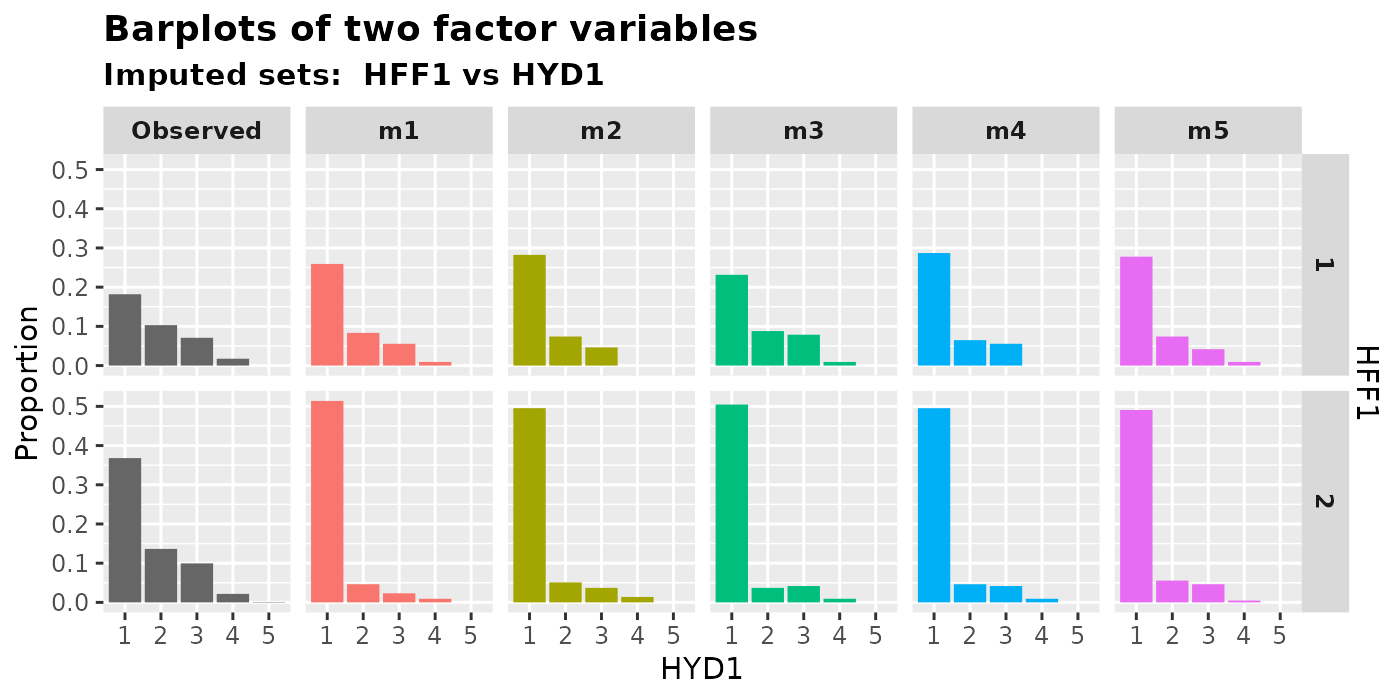 Barplots of two factor variables
Imputed sets:  HFF1 vs HYD1
Observed m1 m2 m3 m4 m5
0.5
0.4
0.3
0.2
0.1
0.0
1
0.5
0.4
0.3
0.2
0.1
0.0
2
Proportion
HFF1
1 2 3 4 5 1 2 3 4 5 1 2 3 4 5 1 2 3 4 5 1 2 3 4 5 1 2 3 4 5
HYD1